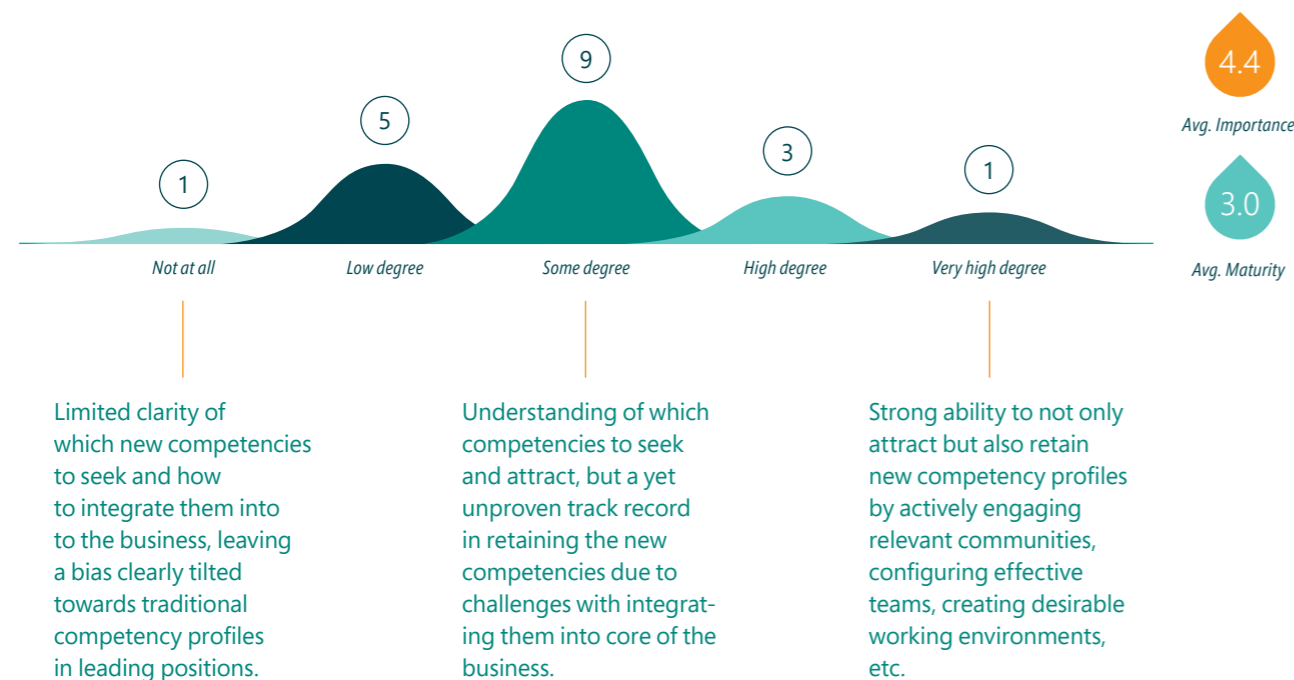 9
4.4
5
3
Avg. Importance
1
1
3.0
Not at all
Low degree
Some degree
High degree
Very high degree
Avg. Maturity
Limited clarity of
which new competencies
to seek and how
to integrate them into
to the business, leaving
a bias clearly tilted
towards traditional
competency profiles
in leading positions.
Understanding of which
competencies to seek
and attract, but a yet
unproven track record
in retaining the new
competencies due to
challenges with integrat-
ing them into core of the
business.
Strong ability to not only
attract but also retain
new competency profiles
by actively engaging
relevant communities,
configuring effective
teams, creating desirable
working environments,
etc.